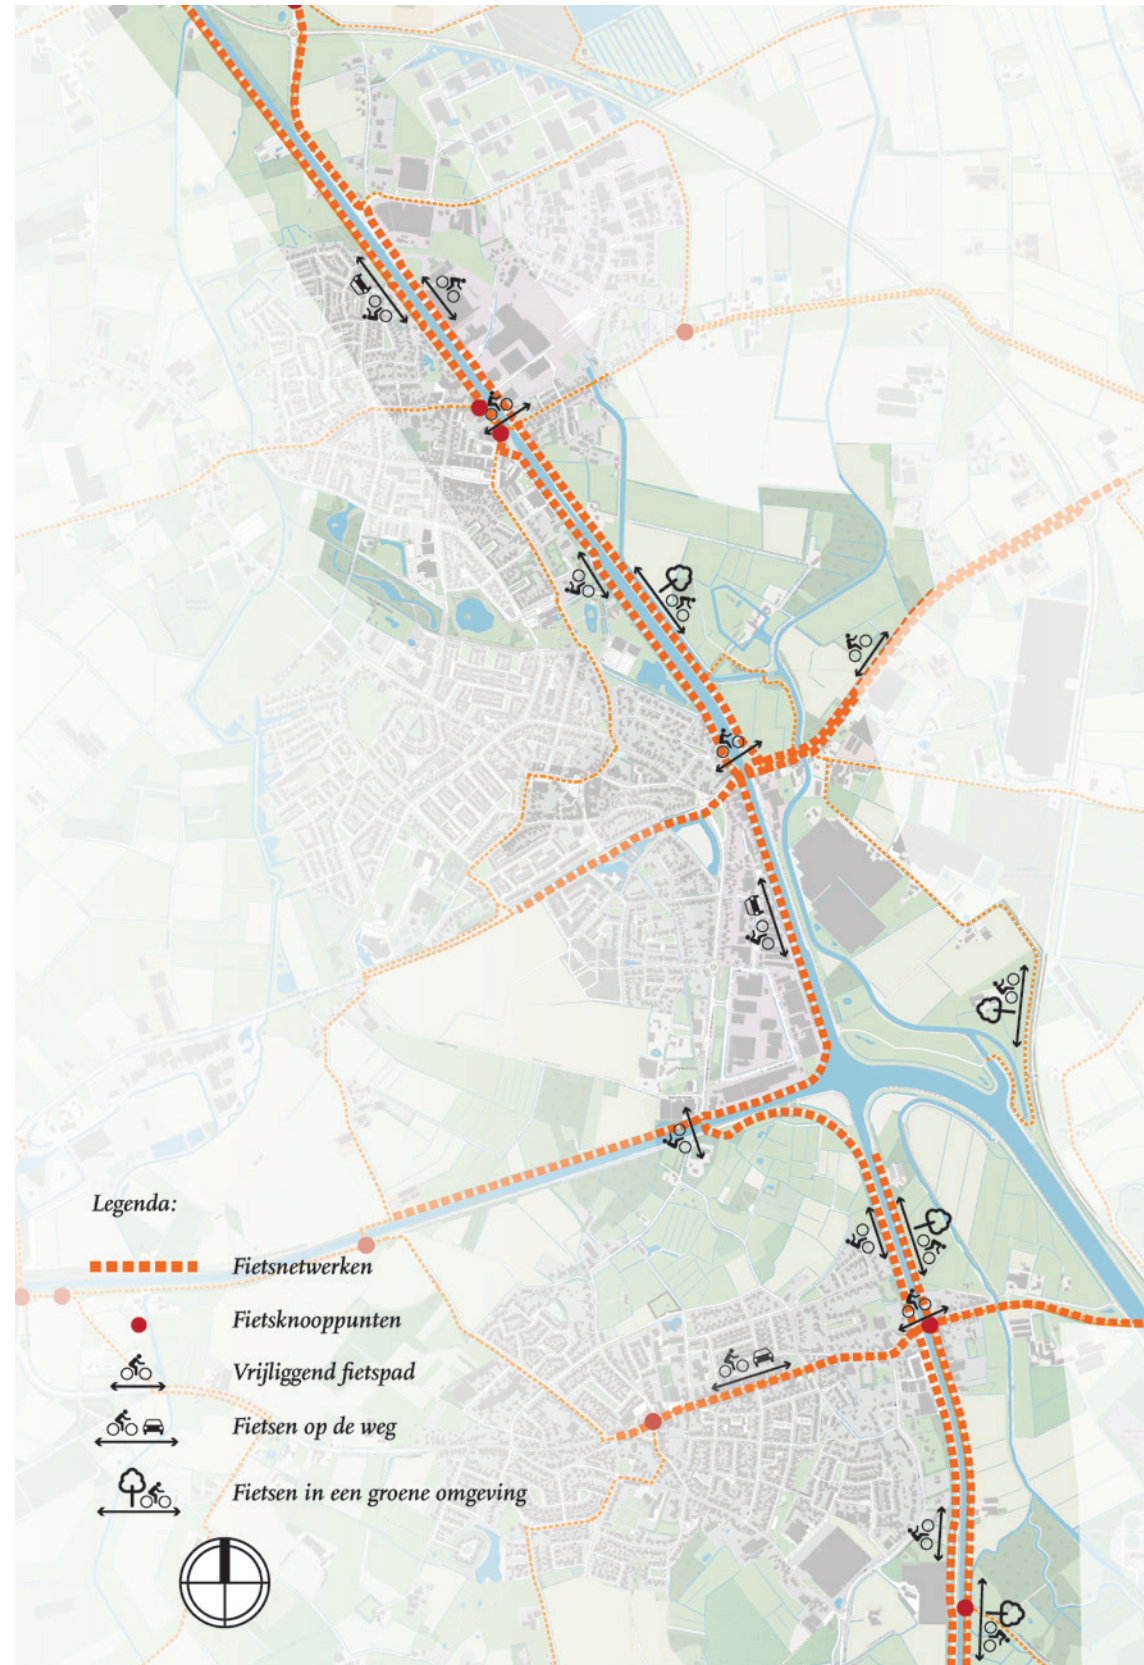 Legenda:
Fietsnetwerken
Fietsknooppunten
Vrijliggend fietspad
Fietsen op de weg
Fietsen in een groene omgeving